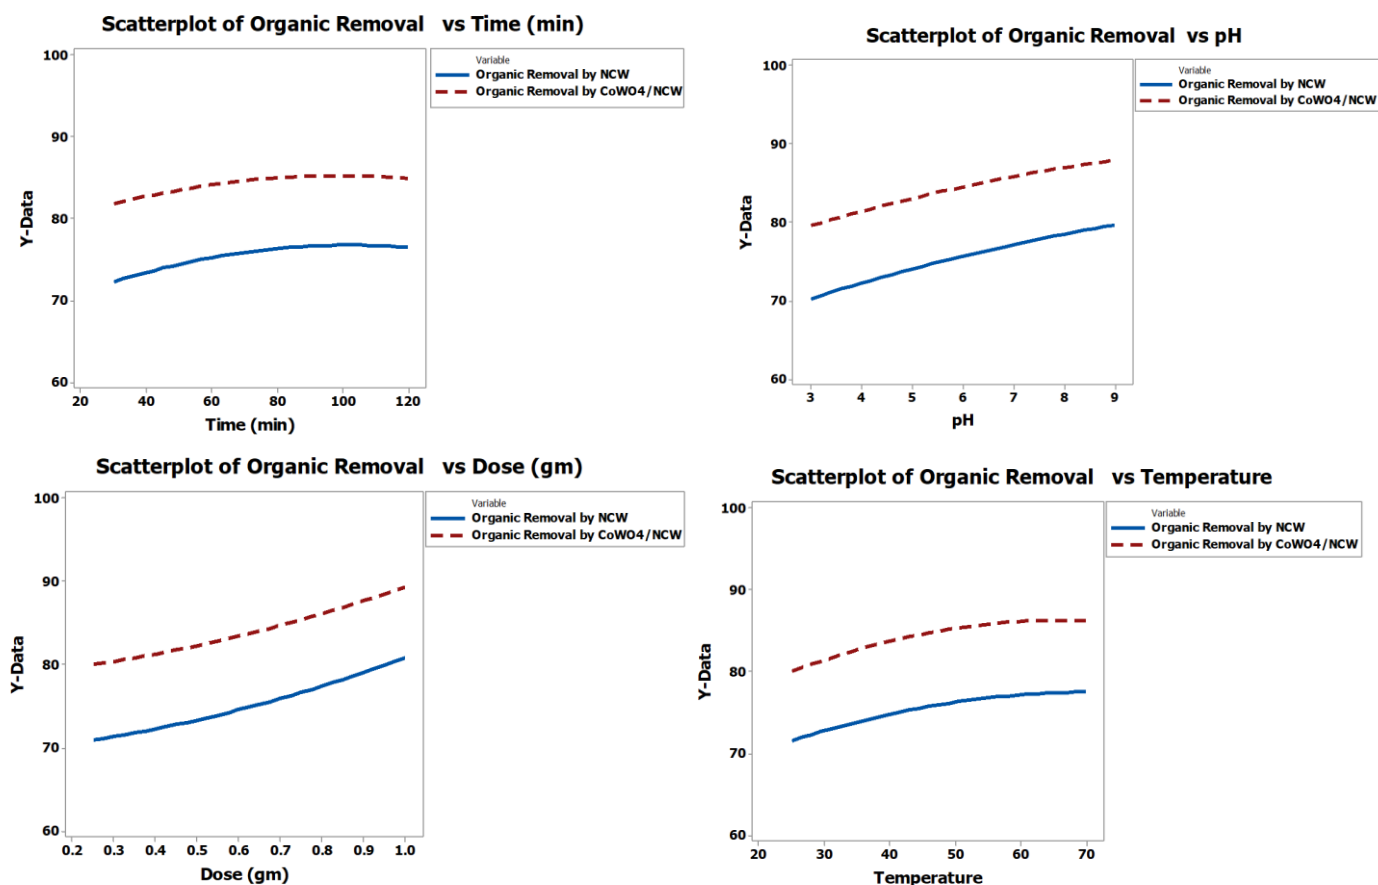 Scatterplot of Organic Removal vs Time (min)
Variable
Organic Removal by NCW
Organic Removal by CoWO4/NCW
100
90
80
70
60
Y-Data
20 40 60 80 100 120
Time (min)
Scatterplot of Organic Removal vs pH
Variable
Organic Removal by NCW
Organic Removal by CoWO4/NCW
100
90
80
70
60
Y-Data
3 4 5 6 7 8 9
pH
Scatterplot of Organic Removal vs Dose (gm)
Variable
Organic Removal by NCW
Organic Removal by CoWO4/NCW
100
90
80
70
60
Y-Data
0.2 0.3 0.4 0.5 0.6 0.7 0.8 0.9 1.0
Dose (gm)
Scatterplot of Organic Removal vs Temperature
Variable
Organic Removal by NCW
Organic Removal by CoWO4/NCW
100
90
80
70
60
Y-Data
20 30 40 50 60 70
Temperature